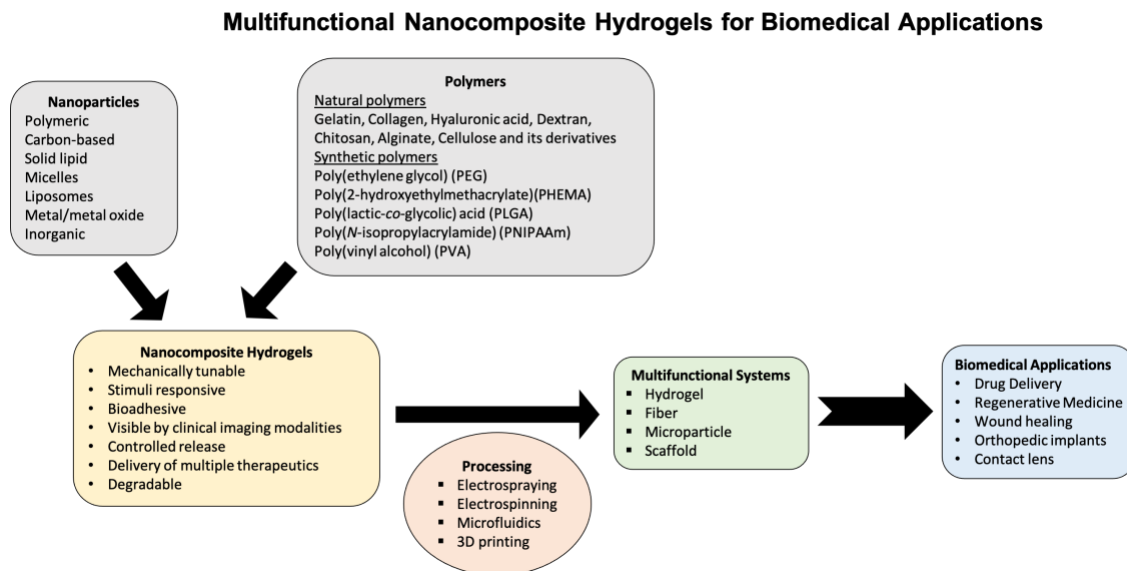 Multifunctional Nanocomposite Hydrogels for Biomedical Applications
Nanoparticles
Polymeric
Carbon-based
Solid lipid
Micelles
Liposomes
Metal/metal oxide
Inorganic
Polymers
Natural polymers
Gelatin, Collagen, Hyaluronic acid, Dextran,
Chitosan, Alginate, Cellulose and its derivatives
Synthetic polymers
Poly(ethylene glycol) (PEG)
Poly(2-hydroxyethylmethacrylate)(PHEMA)
Poly(lactic-co-glycolic) acid (PLGA)
Poly(N-isopropylacrylamide) (PNIPAAm)
Poly(vinyl alcohol) (PVA)
Nanocomposite Hydrogels
• Mechanically tunable
• Stimuli responsive
• Bioadhesive
• Visible by clinical imaging modalities
• Controlled release
• Delivery of multiple therapeutics
• Degradable
Processing
▪ Electrospraying
▪ Electrospinning
▪ Microfluidics
▪ 3D printing
Multifunctional Systems
▪ Hydrogel
▪ Fiber
▪ Microparticle
▪ Scaffold
Biomedical Applications
• Drug Delivery
• Regenerative Medicine
• Wound healing
• Orthopedic implants
• Contact lens